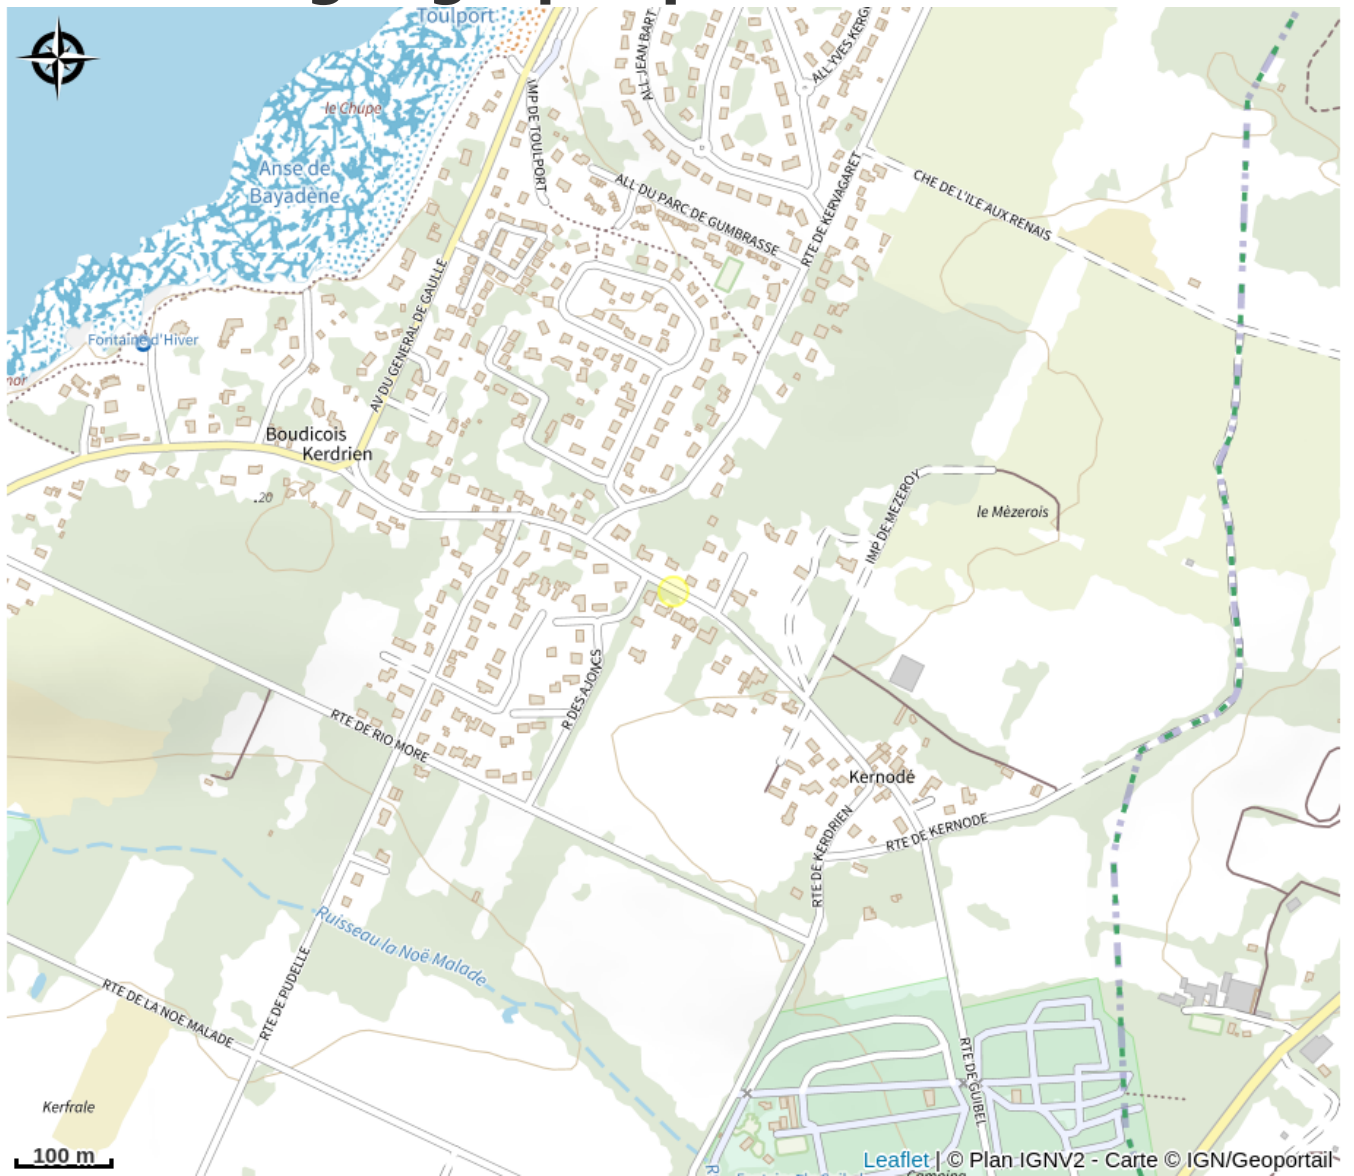 Toulport
ALL JEAN BART
ALL YVES KERG
le Chupe
IMP DE TOULPORT
Anse de
Bayadène
ALL DU PARC DE GUMBRASSE
RTE DE KERVAGARET
CHE DE L'ILE AUX RENAIS
AV DU GENERAL DE GAULLE
Fontaine d'Hiver
Boudicois
Kerdrien
.20
IMP DE MEZEROY
le Mèzerois
R DES AJONCS
RTE DE RIO MORE
Kernodé
RTE DE KERDRIEN
RTE DE KERNODE
Ruisseau la Noë Malade
RTE DE PUDELLE
RTE DE LA NOE MALADE
RTE DE GUIBEL
Kerfrale
100 m
Leaflet | © Plan IGNV2 - Carte © IGN/Geoportail